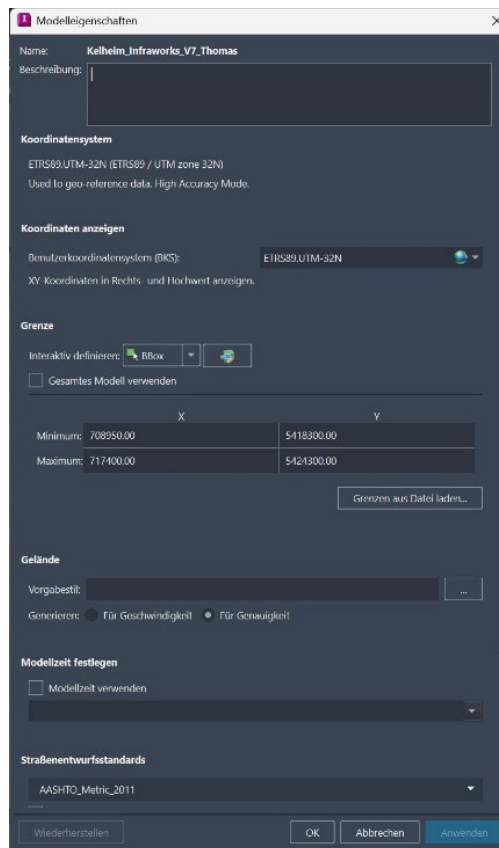 Modelleigenschaften
Name: Kelheim_Infraworks_V7_Thomas
Beschreibung:
Koordinatensystem
ETRS89.UTM-32N (ETRS89 / UTM zone 32N)
Used to geo-reference data. High Accuracy Mode.
Koordinaten anzeigen
Benutzerkoordinatensystem (BKS): ETRS89.UTM-32N
XY-Koordinaten in Rechts- und Hochwert anzeigen.
Grenze
Interaktiv definieren: BBox
Gesamtes Modell verwenden
X Y
Minimum: 708950.00 5418300.00
Maximum: 717400.00 5424300.00
Grenzen aus Datei laden...
Gelände
Vorgabestil: ...
Generieren: Für Geschwindigkeit Für Genauigkeit
Modellzeit festlegen
Modellzeit verwenden
Straßenentwurfsstandards
AASHTO_Metric_2011
Wiederherstellen OK Abbrechen Anwenden